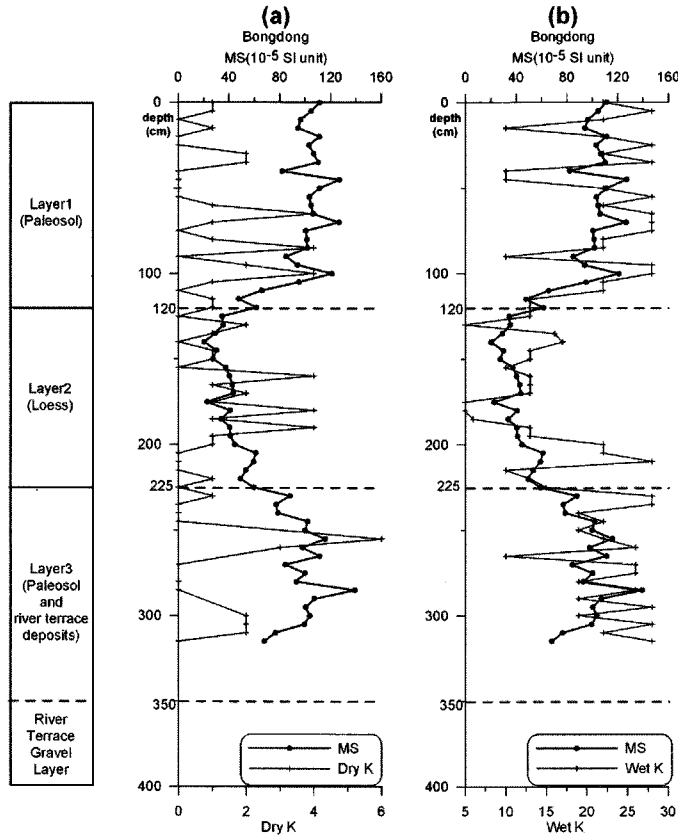 (a)
Bongdong
MS(10-5 SI unit)
0 40 80 120 160
(b)
Bongdong
MS(10-5 SI unit)
0 40 80 120 160
Layer1
(Paleosol)
Layer2
(Loess)
Layer3
(Paleosol
and
river terrace
deposits)
River
Terrace
Gravel
Layer
0
depth
(cm)
100
120
200
225
300
350
400
MS
Dry K
0 2 4 6
Dry K
0
depth
(cm)
100
120
200
225
300
350
400
MS
Wet K
5 10 15 20 25 30
Wet K